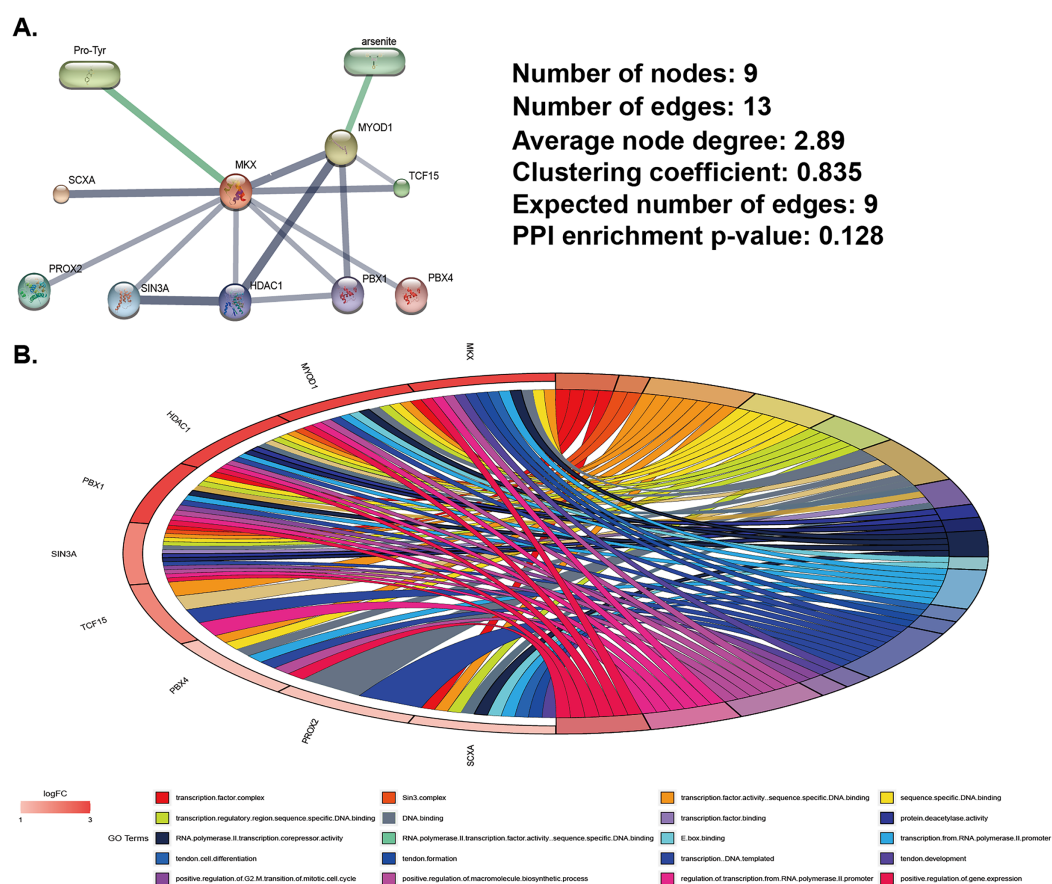 A.
Pro-Tyr
arsenite
MYOD1
MKX
TCF15
SCXA
PROX2
SIN3A
HDAC1
PBX1
PBX4
Number of nodes: 9
Number of edges: 13
Average node degree: 2.89
Clustering coefficient: 0.835
Expected number of edges: 9
PPI enrichment p-value: 0.128
B.
MKX
MYOD1
HDAC1
PBX1
SIN3A
TCF15
PBX4
PROX2
SCXA
logFC
1 3
GO Terms
transcription.factor.complex
Sin3.complex
transcription.factor.activity..sequence.specific.DNA.binding
sequence.specific.DNA.binding
transcription.regulatory.region.sequence.specific.DNA.binding
DNA.binding
transcription.factor.binding
protein.deacetylase.activity
RNA.polymerase.II.transcription.corepressor.activity
RNA.polymerase.II.transcription.factor.activity..sequence.specific.DNA.binding
E.box.binding
transcription.from.RNA.polymerase.II.promoter
tendon.cell.differentiation
tendon.formation
transcription..DNA.templated
tendon.development
positive.regulation.of.G2.M.transition.of.mitotic.cell.cycle
positive.regulation.of.macromolecule.biosynthetic.process
regulation.of.transcription.from.RNA.polymerase.II.promoter
positive.regulation.of.gene.expression